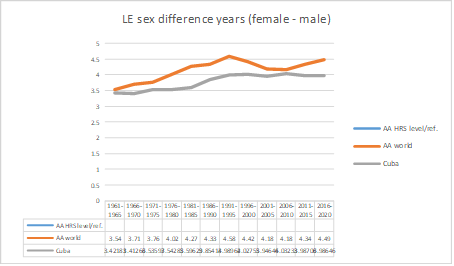 LE sex difference years (female - male)
5
4.5
4
3.5
3
2.5
2
1.5
1
0.5
0
1961-1965 1966-1970 1971-1975 1976-1980 1981-1985 1986-1990 1991-1995 1996-2000 2001-2005 2006-2010 2011-2015 2016-2020
AA HRS level/ref.
AA world 3.54 3.71 3.76 4.02 4.27 4.33 4.58 4.42 4.18 4.18 4.34 4.49
Cuba
AA HRS level/ref.
AA world
Cuba